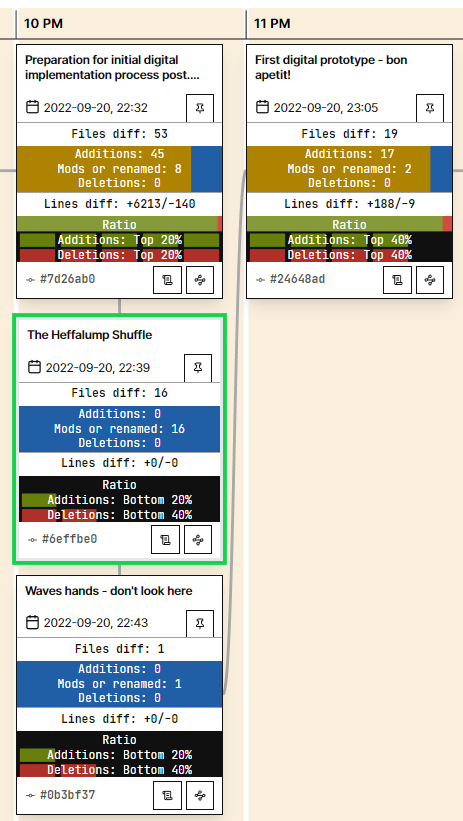 10 PM
11 PM
Preparation for initial digital
implementation process post....
2022-09-20, 22:32
Files diff: 53
Additions: 45
Mods or renamed: 8
Deletions: 0
Lines diff: +6213/-140
Ratio
Additions: Top 20%
Deletions: Top 20%
#7d26ab0
The Heffalump Shuffle
2022-09-20, 22:39
Files diff: 16
Additions: 0
Mods or renamed: 16
Deletions: 0
Lines diff: +0/-0
Ratio
Additions: Bottom 20%
Deletions: Bottom 40%
#6effbe0
Waves hands - don't look here
2022-09-20, 22:43
Files diff: 1
Additions: 0
Mods or renamed: 1
Deletions: 0
Lines diff: +0/-0
Ratio
Additions: Bottom 20%
Deletions: Bottom 40%
#0b3bf37
First digital prototype - bon
apetit!
2022-09-20, 23:05
Files diff: 19
Additions: 17
Mods or renamed: 2
Deletions: 0
Lines diff: +188/-9
Ratio
Additions: Top 40%
Deletions: Top 40%
#24648ad